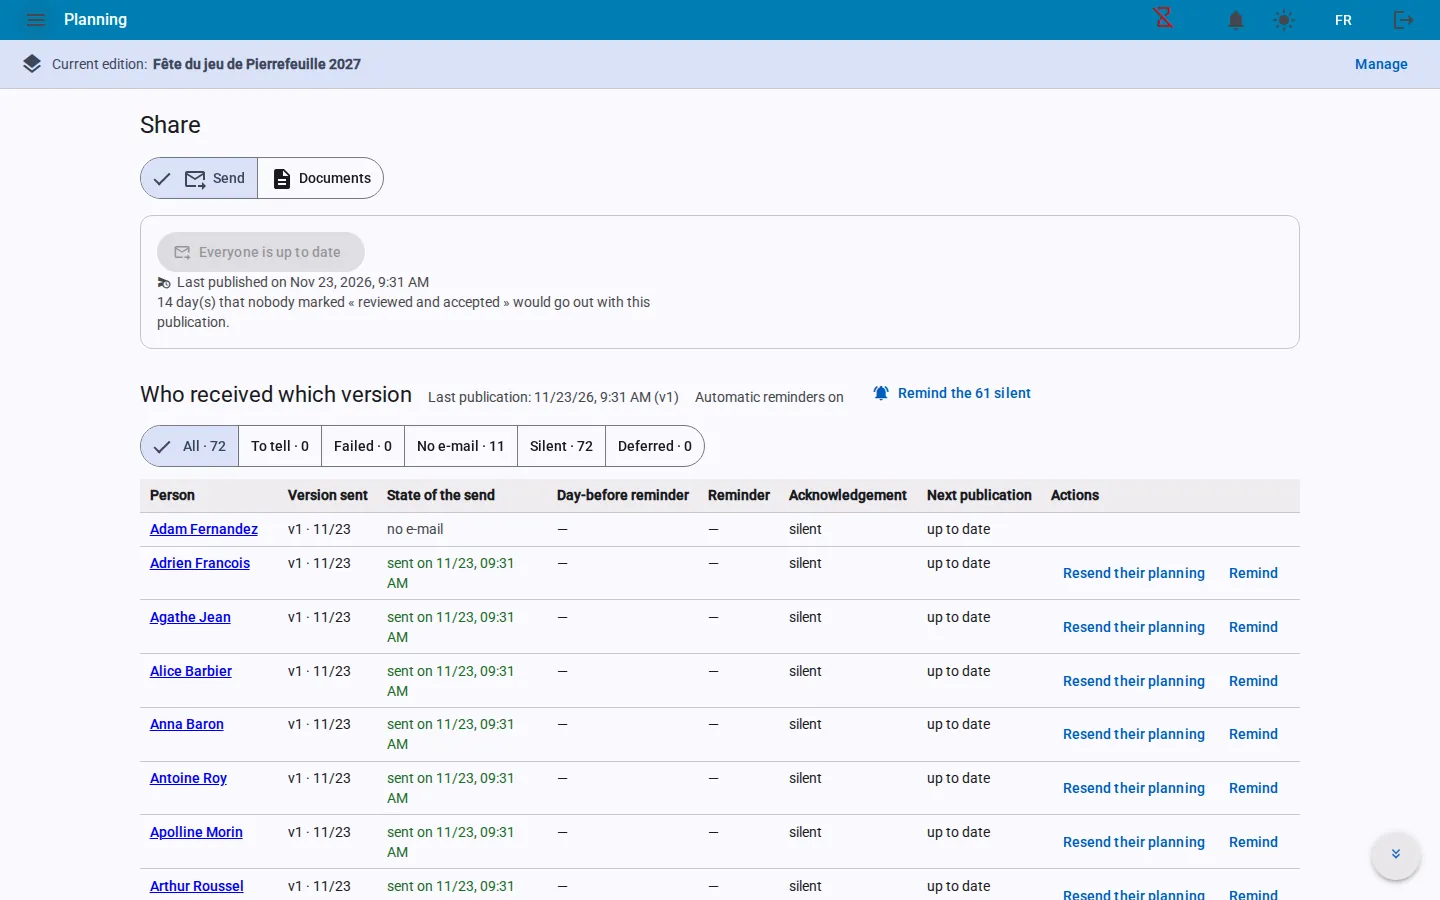 Planning
FR
Current edition: Fête du jeu de Pierrefeuille 2027
Manage
Share
Send
Documents
Everyone is up to date
Last published on Nov 23, 2026, 9:31 AM
14 day(s) that nobody marked « reviewed and accepted » would go out with this
publication.
Who received which version
Last publication: 11/23/26, 9:31 AM (v1)
Automatic reminders on
Remind the 61 silent
All · 72
To tell · 0
Failed · 0
No e-mail · 11
Silent · 72
Deferred · 0
Person Version sent State of the send Day-before reminder Reminder Acknowledgement Next publication Actions
Adam Fernandez v1 · 11/23 no e-mail — — silent up to date
Adrien Francois v1 · 11/23 sent on 11/23, 09:31 — — silent up to date
AM
Resend their planning Remind
Agathe Jean v1 · 11/23 sent on 11/23, 09:31 — — silent up to date
AM
Resend their planning Remind
Alice Barbier v1 · 11/23 sent on 11/23, 09:31 — — silent up to date
AM
Resend their planning Remind
Anna Baron v1 · 11/23 sent on 11/23, 09:31 — — silent up to date
AM
Resend their planning Remind
Antoine Roy v1 · 11/23 sent on 11/23, 09:31 — — silent up to date
AM
Resend their planning Remind
Apolline Morin v1 · 11/23 sent on 11/23, 09:31 — — silent up to date
AM
Resend their planning Remind
Arthur Roussel v1 · 11/23 sent on 11/23, 09:31 — — silent up to date
Resend their planning Remind